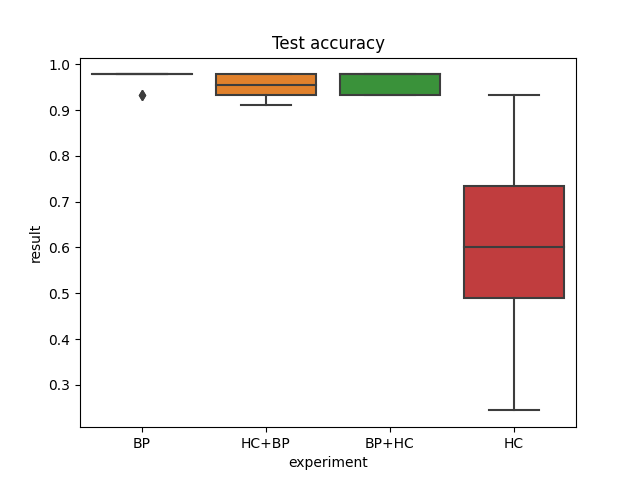 Test accuracy
1.0
0.9
0.8
0.7
0.6
0.5
0.4
0.3
result
BP
HC+BP
BP+HC
HC
experiment